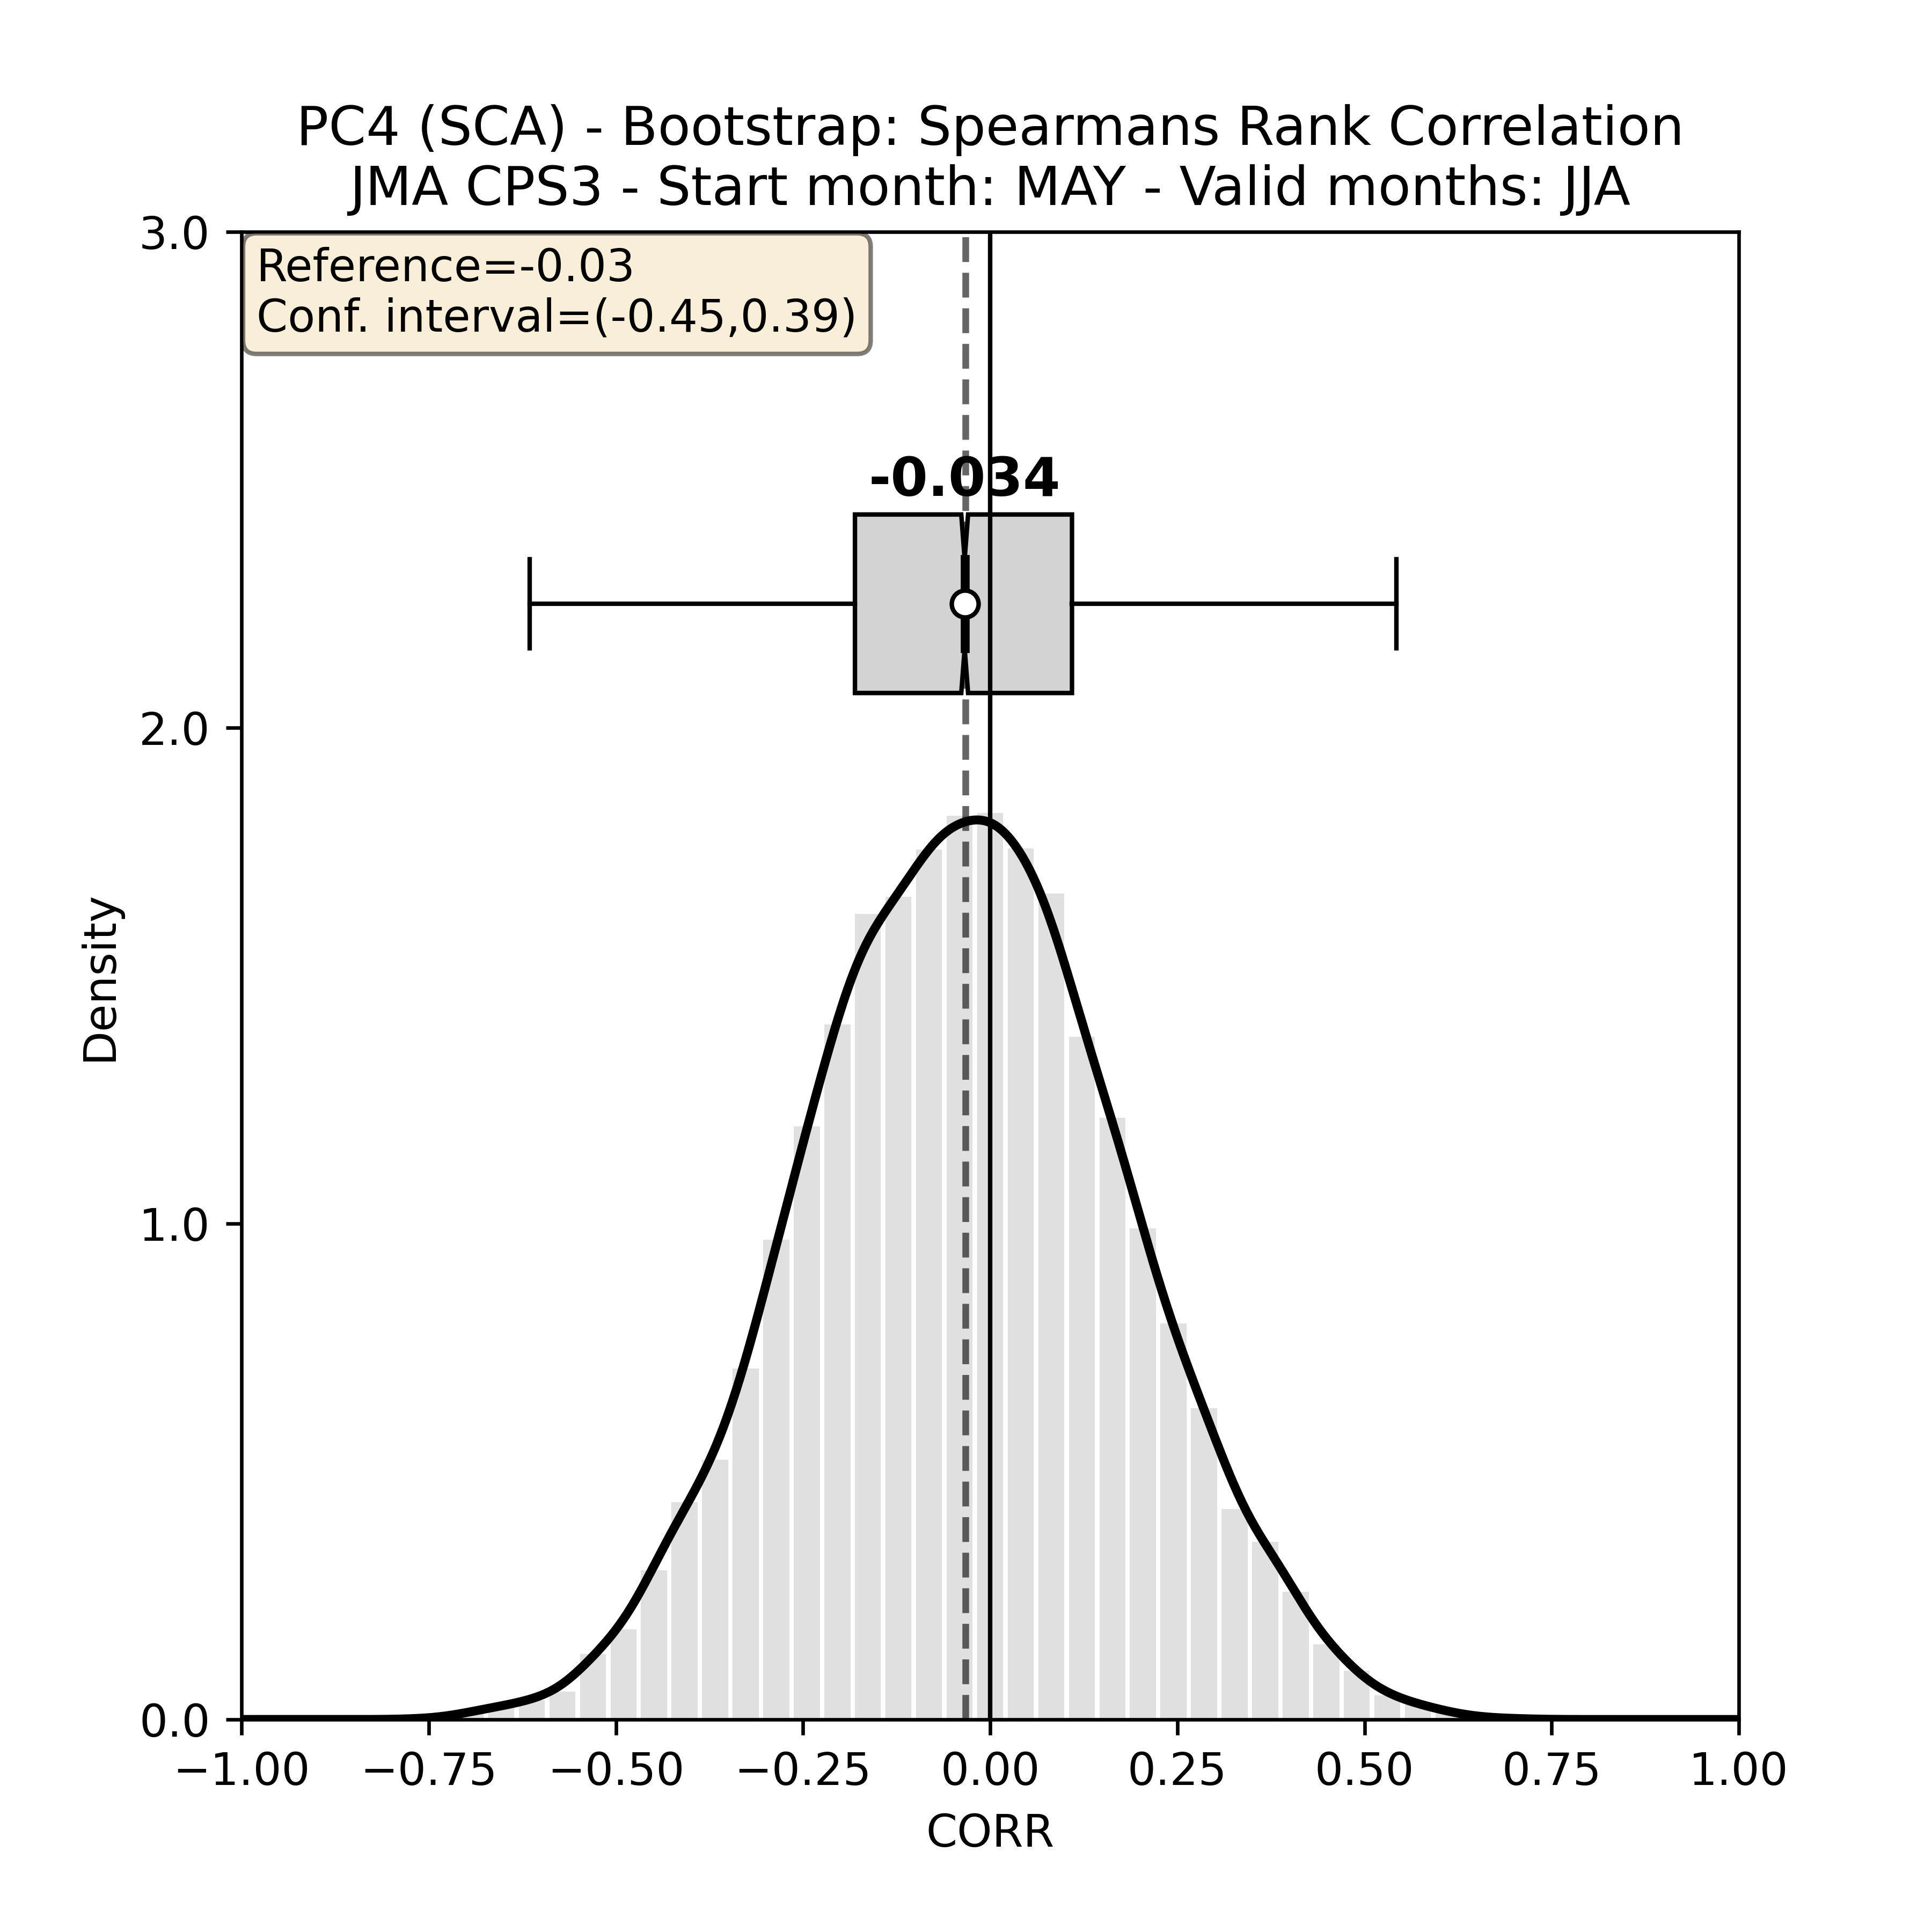 PC4 (SCA) - Bootstrap: Spearmans Rank Correlation
JMA CPS3 - Start month: MAY - Valid months: JJA
3.0
Reference=-0.03
Conf. interval=(-0.45,0.39)
-0.034
2.0
Density
1.0
0.0
−1.00 −0.75 −0.50 −0.25 0.00 0.25 0.50 0.75 1.00
CORR